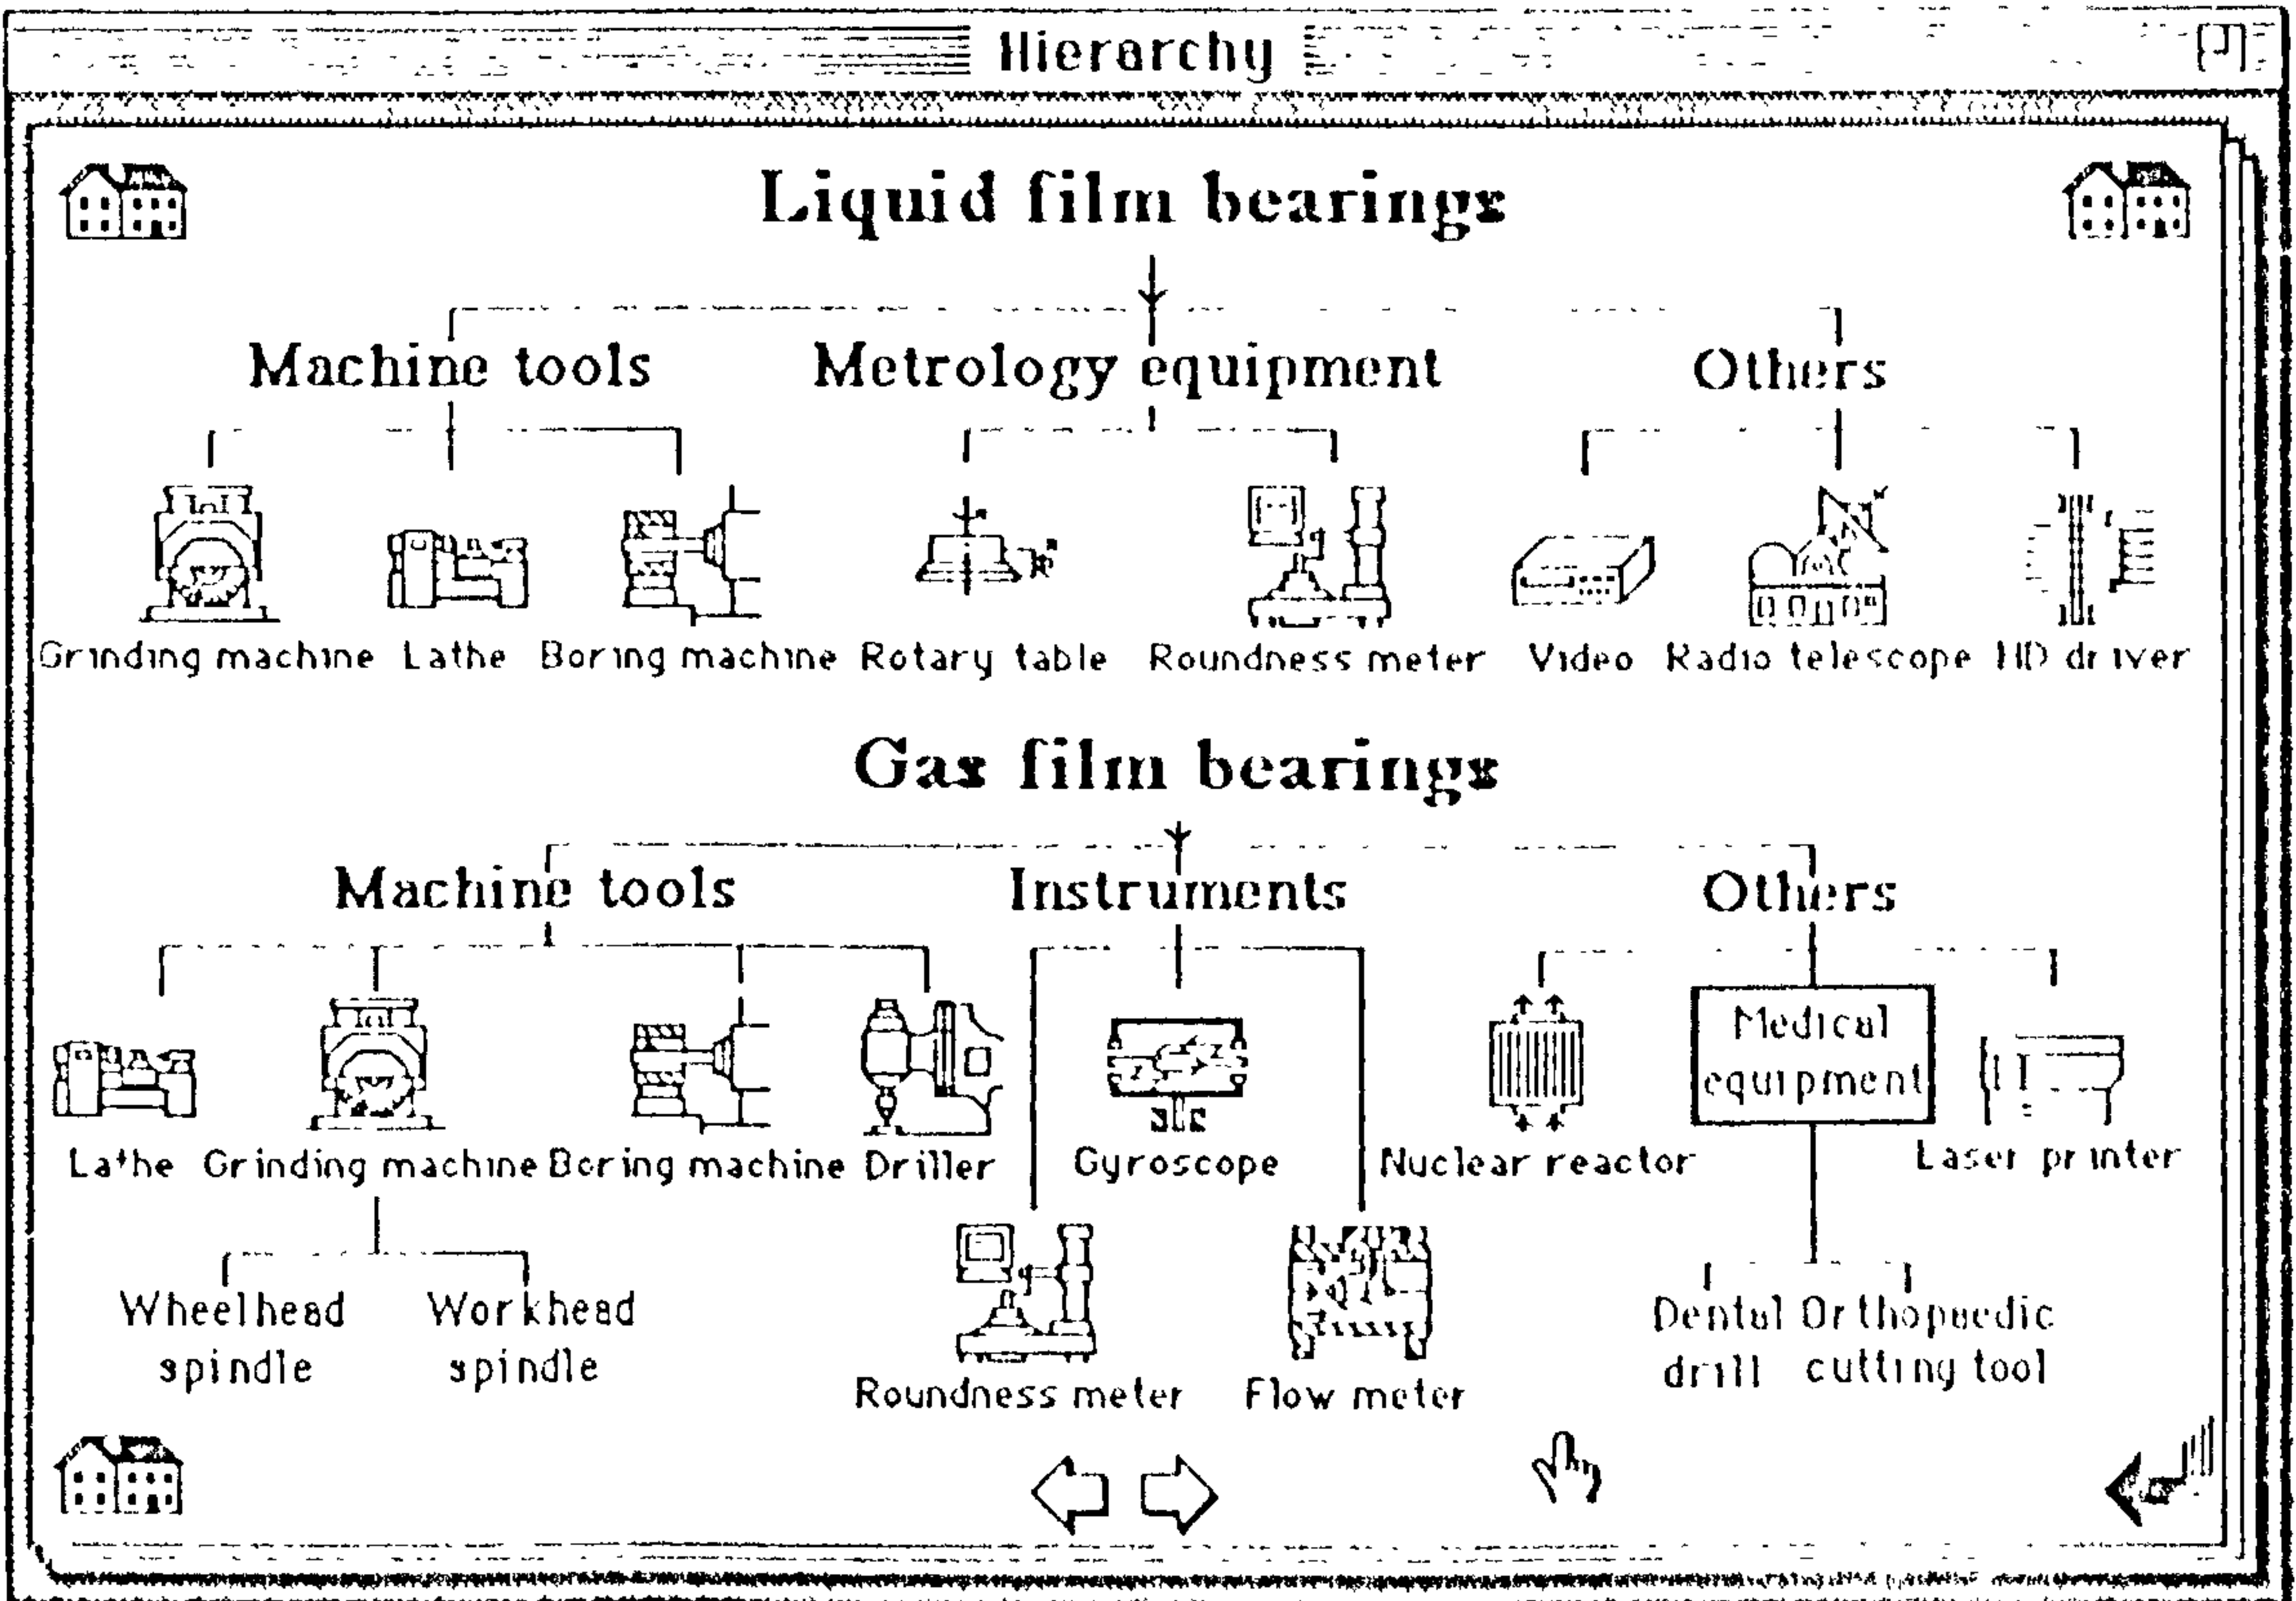 Hierarchy
Liquid film bearings
Machine tools Metrology equipment Others
Grinding machine Lathe Boring machine Rotary table Roundness meter Video Radio telescope HD driver
Gas film bearings
Machine tools Instruments Others
Medical
equipment
Lathe Grinding machine Boring machine Driller Gyroscope Nuclear reactor Laser printer
Wheelhead Workhead Dental Orthopaedic
spindle spindle drill cutting tool
Roundness meter Flow meter